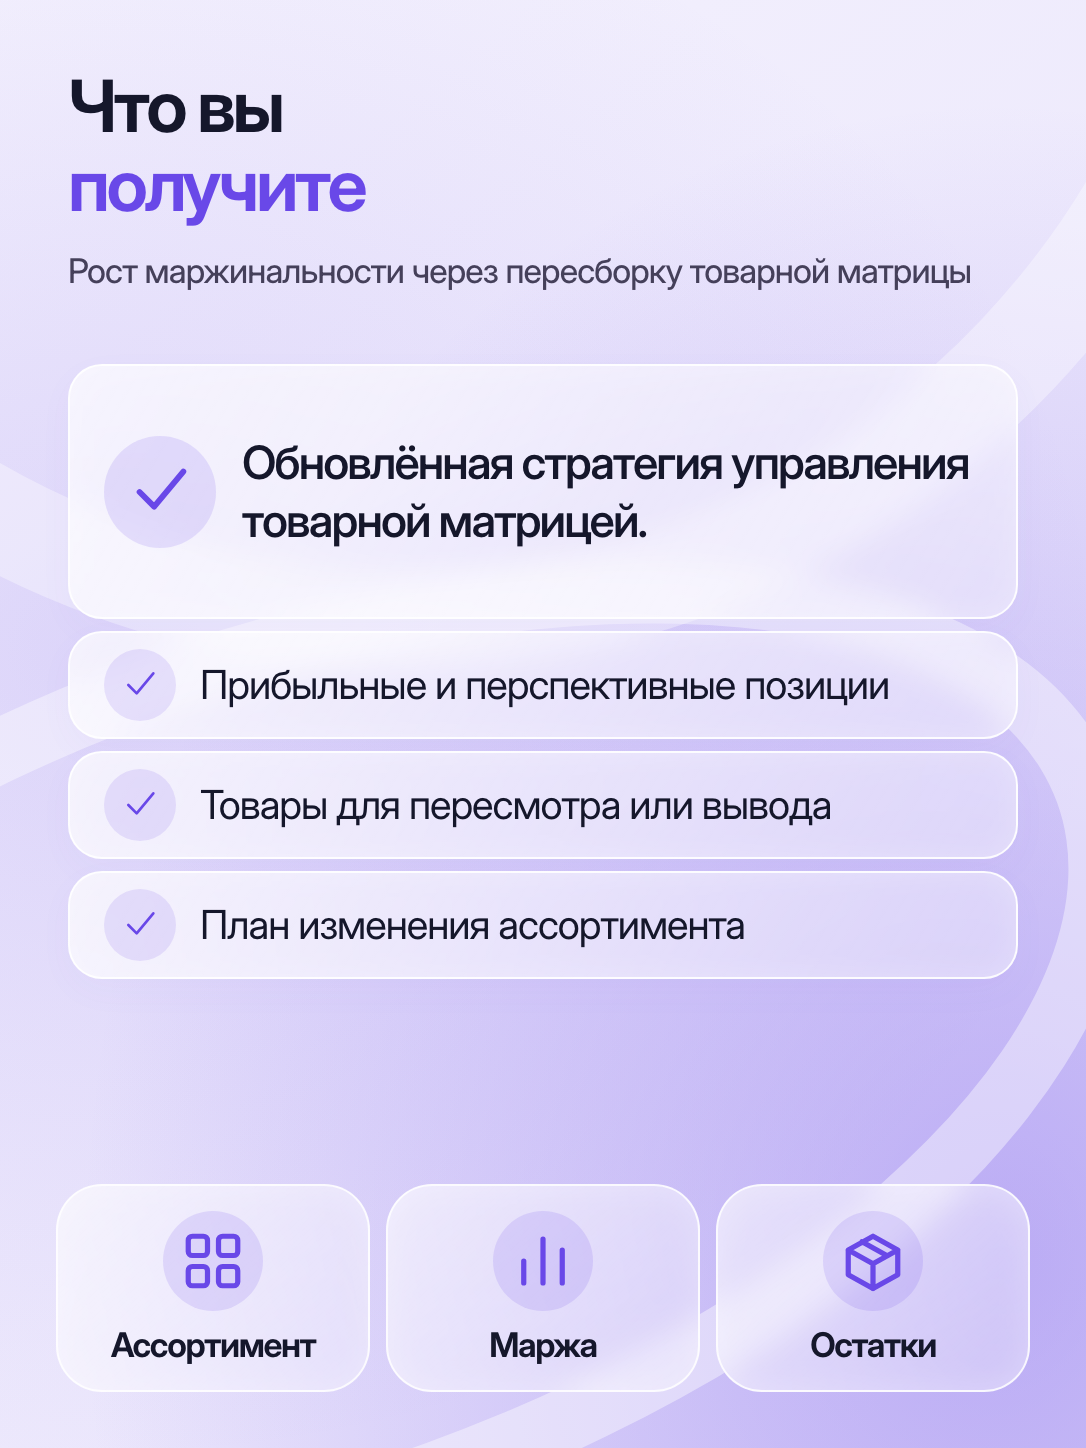 Что вы
получите
Рост маржинальности через пересборку товарной матрицы
Обновлённая стратегия управления
товарной матрицей.
Прибыльные и перспективные позиции
Товары для пересмотра или вывода
План изменения ассортимента
Ассортимент
Маржа
Остатки